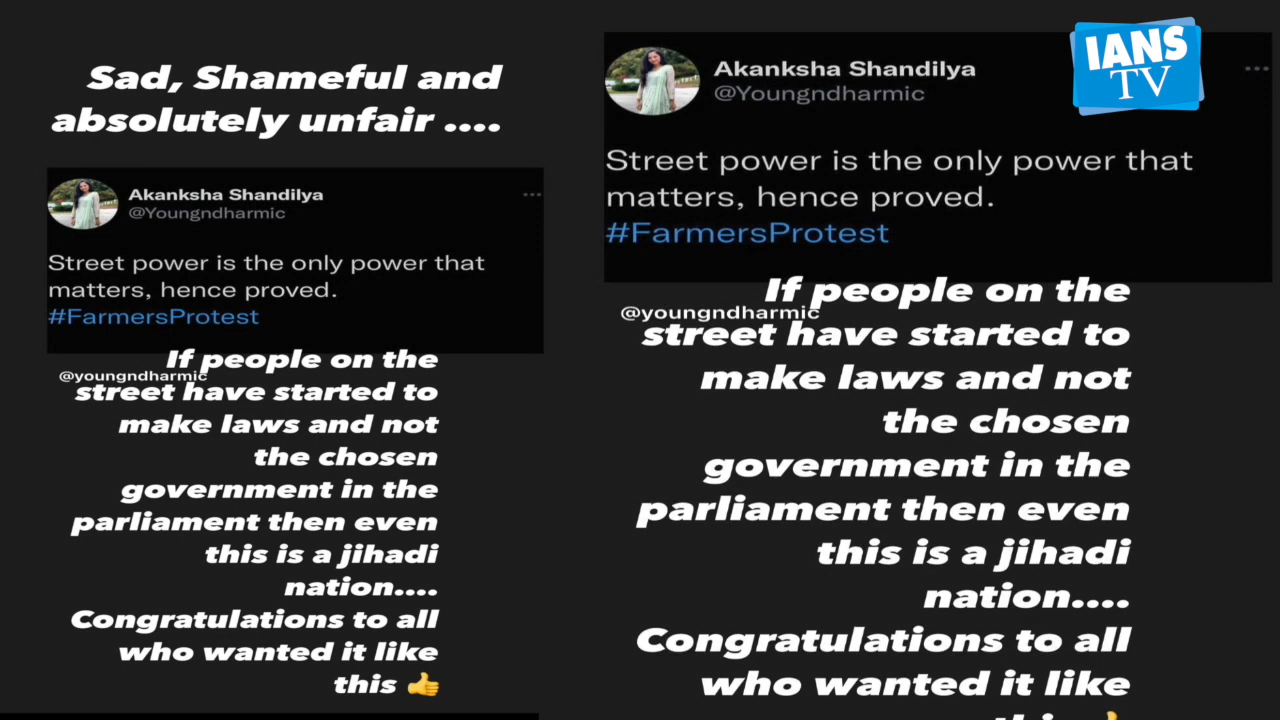 Sad, Shameful and
absolutely unfair ....
Akanksha Shandilya
@Youngndharmic
Street power is the only power that
matters, hence proved.
#FarmersProtest
If people on the
@youngndharmic
street have started to
make laws and not
the chosen
government in the
parliament then even
this is a jihadi
nation....
Congratulations to all
who wanted it like
this 👍
IANS
TV
Akanksha Shandilya
@Youngndharmic
Street power is the only power that
matters, hence proved.
#FarmersProtest
If people on the
@youngndharmic
street have started to
make laws and not
the chosen
government in the
parliament then even
this is a jihadi
nation....
Congratulations to all
who wanted it like